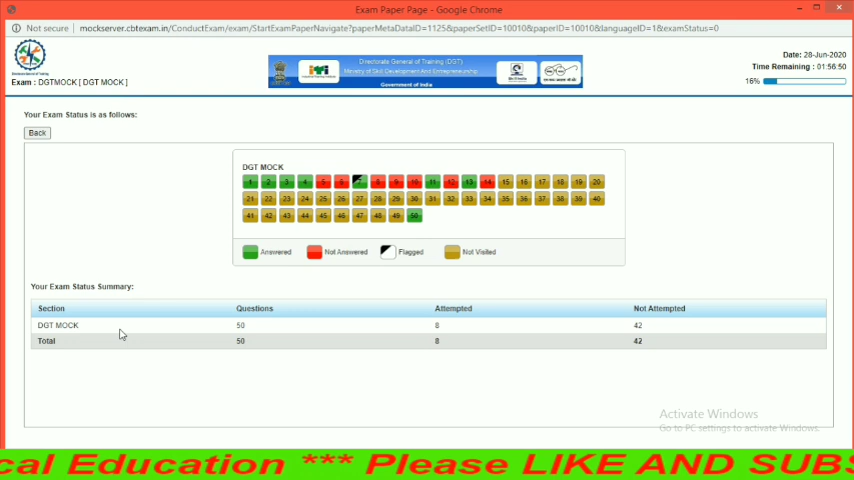 Exam Paper Page - Google Chrome
Not secure | mockserver.cbtexam.in/ConductExam/exam/StartExamPaperNavigate?paperMetaDataID=1125&paperSetID=10010&paperID=10010&languageID=1&examStatus=0
Directorate General of Training (DGT)
Ministry of Skill Development And Entrepreneurship
Government of India
Date: 28-Jun-2020
Time Remaining : 01:56:50
16%
Exam : DGTMOCK [ DGT MOCK ]
Your Exam Status is as follows:
Back
DGT MOCK
1 2 3 4 5 6 7 8 9 10 11 12 13 14 15 16 17 18 19 20
21 22 23 24 25 26 27 28 29 30 31 32 33 34 35 36 37 38 39 40
41 42 43 44 45 46 47 48 49 50
Answered Not Answered Flagged Not Visited
Your Exam Status Summary:
Section Questions Attempted Not Attempted
DGT MOCK 50 8 42
Total 50 8 42
Activate Windows
Go to PC settings to activate Windows.
cal Education *** Please LIKE AND SUBS